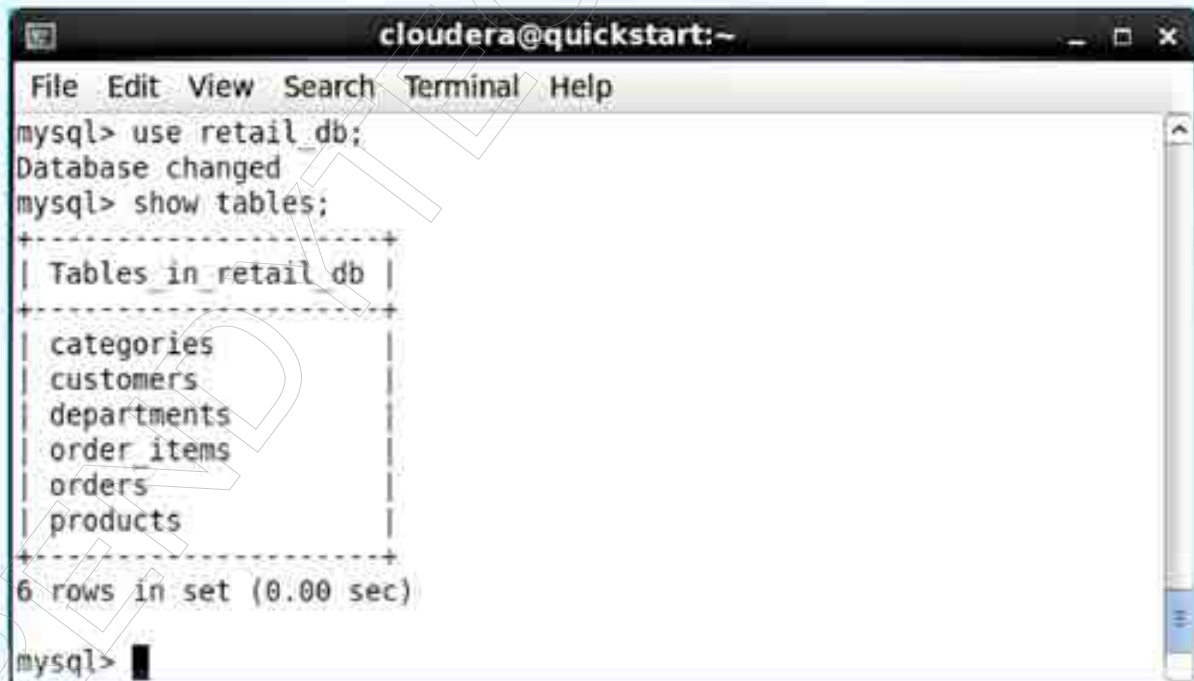 cloudera@quickstart:~
File Edit View Search Terminal Help
mysql> use retail_db;
Database changed
mysql> show tables;
+---------------------+
| Tables_in_retail_db |
+---------------------+
| categories |
| customers |
| departments |
| order_items |
| orders |
| products |
+---------------------+
6 rows in set (0.00 sec)
mysql>